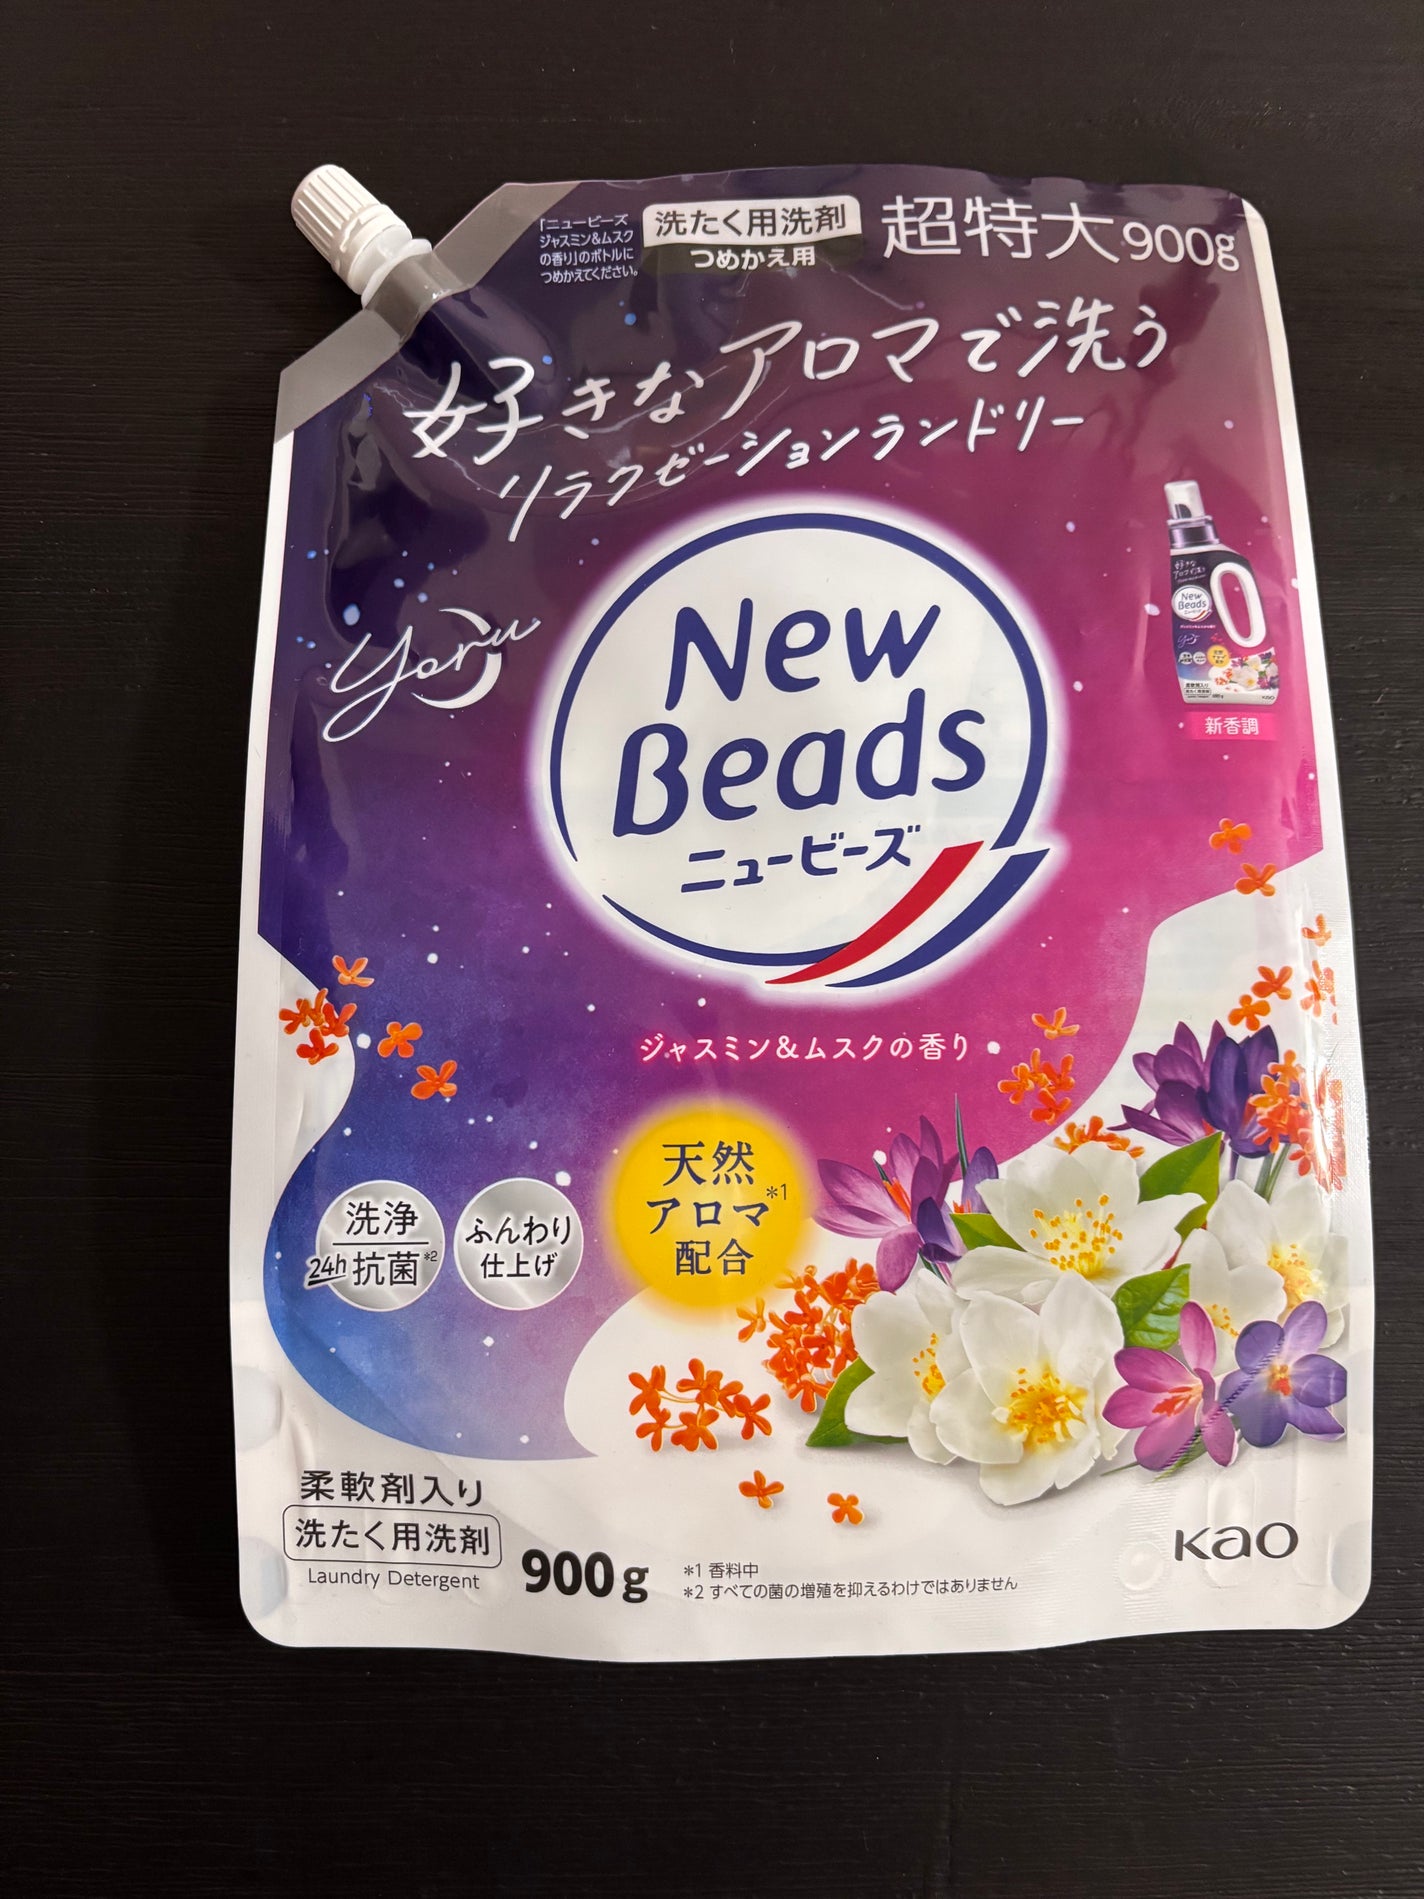 「ニュービーズ
ジャスミン&ムスク
の香り」のボトルに
つめかえてください。
洗たく用洗剤
つめかえ用
超特大900g
好きなアロマで洗う
リラクゼーションランドリー
yoru
New
Beads
ニュービーズ
New
Beads
新香調
ジャスミン&ムスクの香り
天然
アロマ*1
配合
洗浄
24h抗菌*2
ふんわり
仕上げ
柔軟剤入り
洗たく用洗剤
Laundry Detergent
900g
*1 香料中
*2 すべての菌の増殖を抑えるわけではありません
Kao